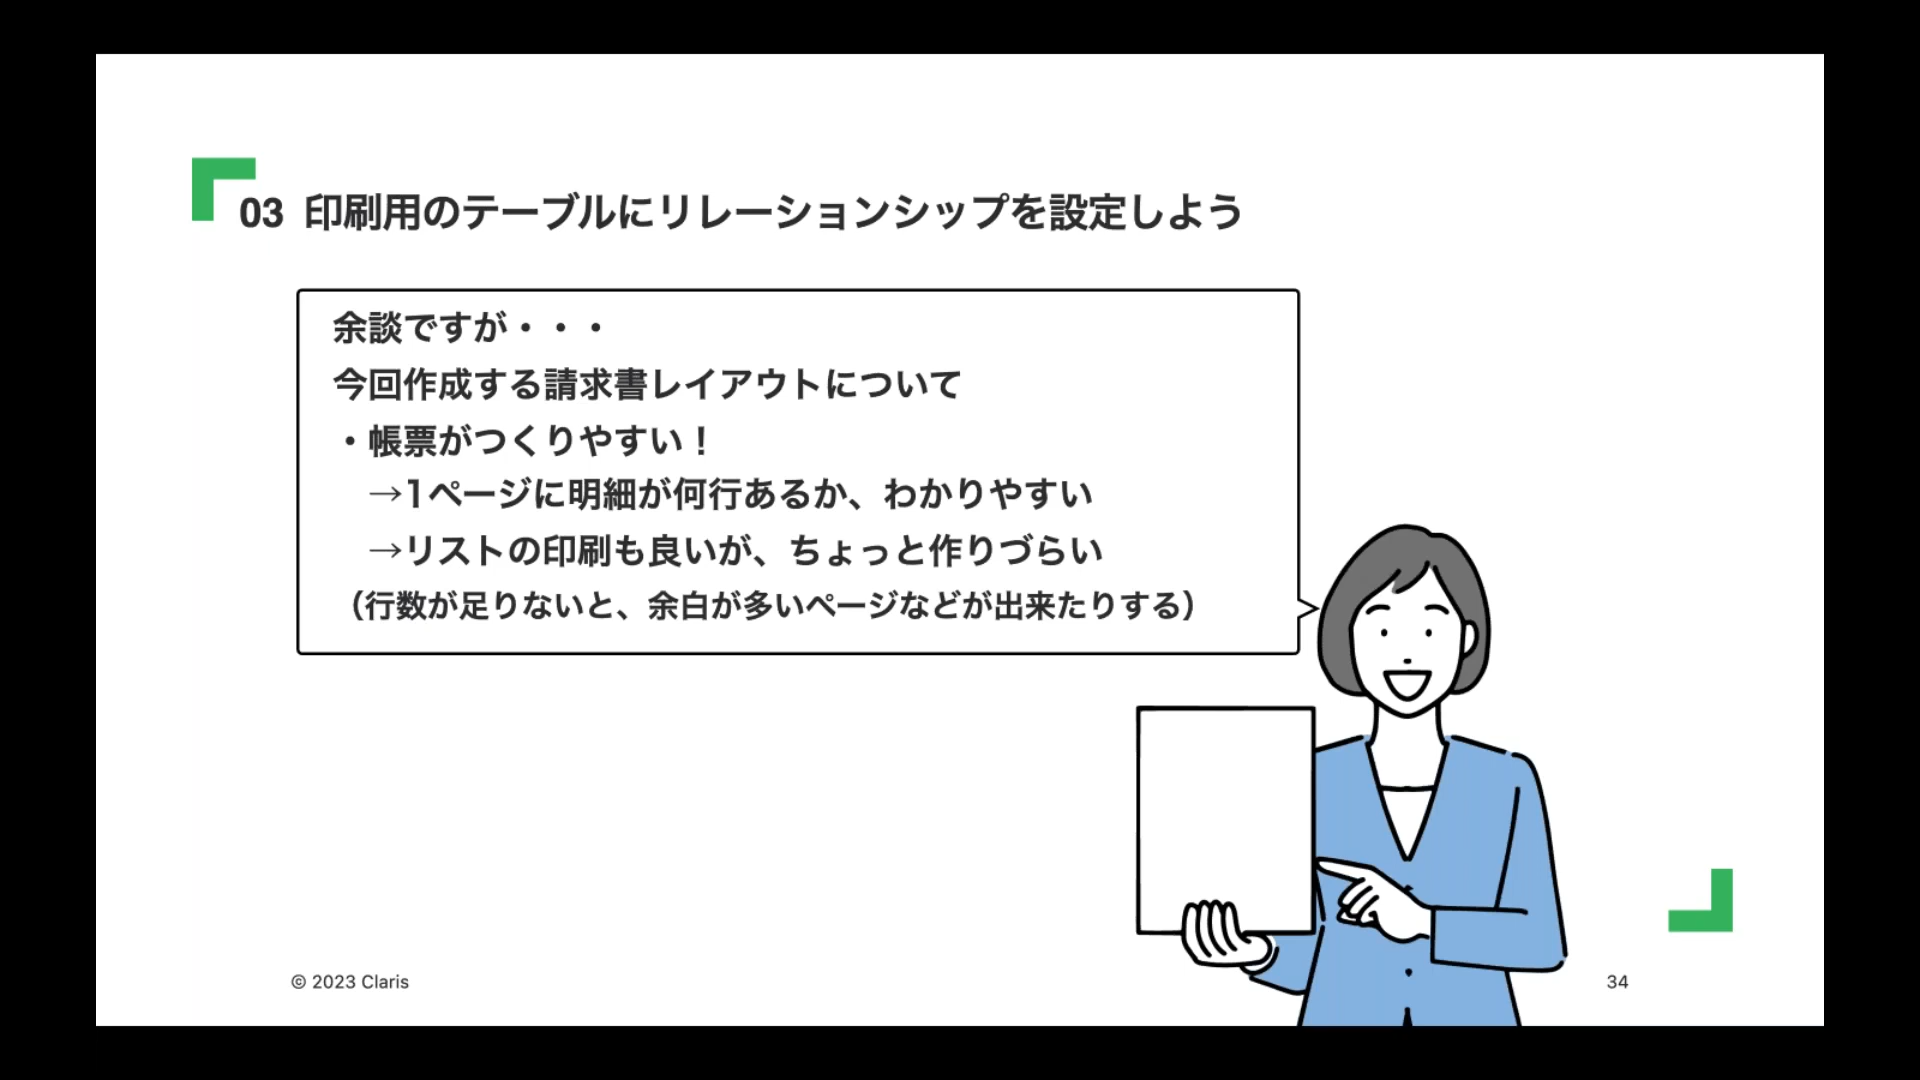 03 印刷用のテーブルにリレーションシップを設定しよう
余談ですが・・・
今回作成する請求書レイアウトについて
・帳票がつくりやすい！
→1ページに明細が何行あるか、わかりやすい
→リストの印刷も良いが、ちょっと作りづらい
（行数が足りないと、余白が多いページなどが出来たりする）
© 2023 Claris
34